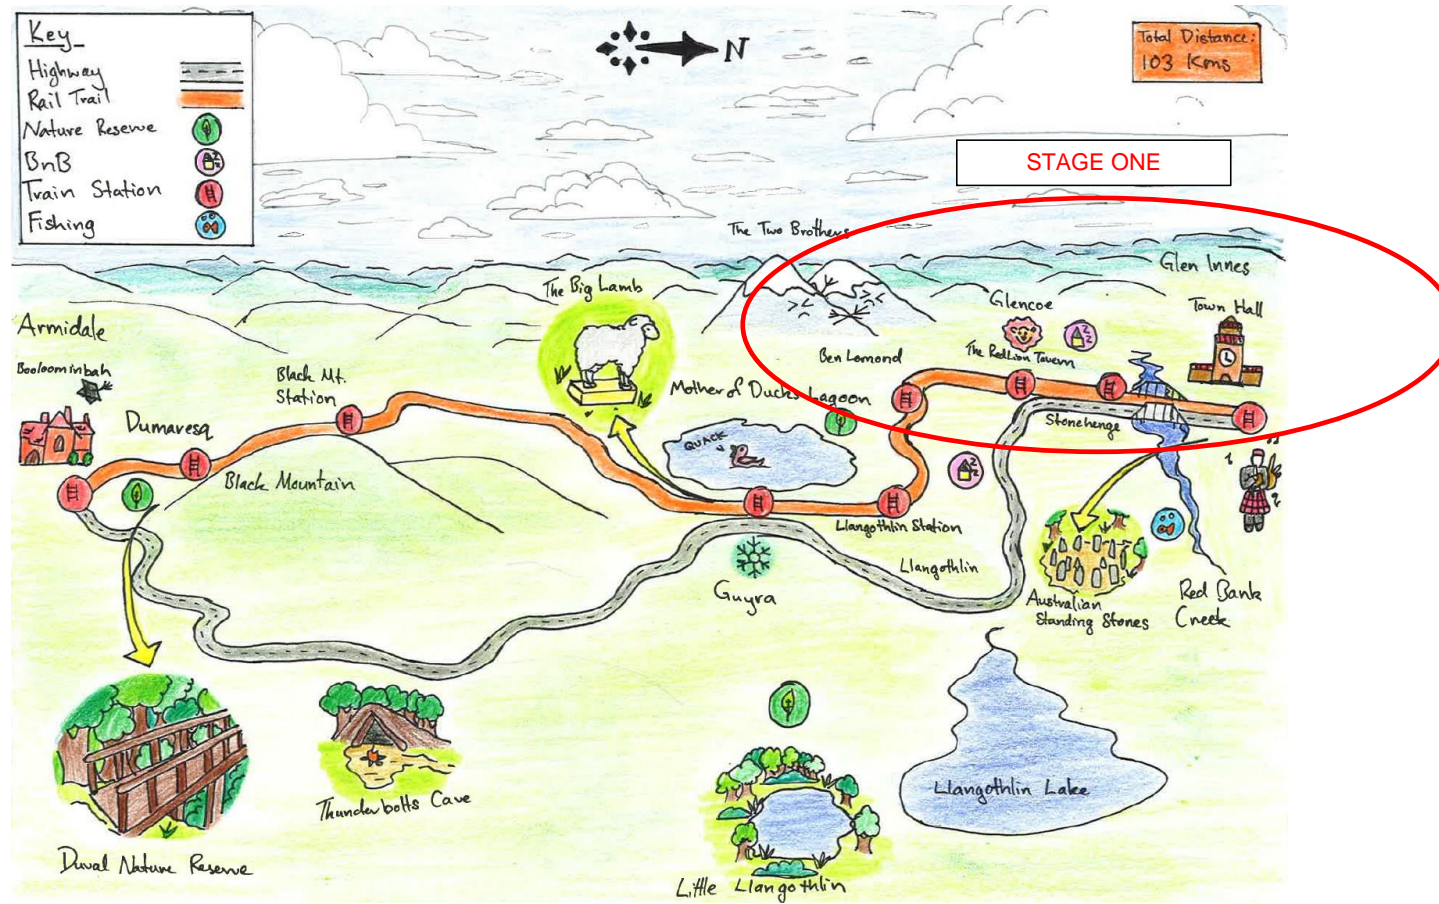 Key
Highway
Rail Trail
Nature Reserve
BnB
Train Station
Fishing
N
Total Distance:
103 Kms
STAGE ONE
The Two Brothers
Glen Innes
The Big Lamb
Glencoe
Town Hall
Armidale
Ben Lomond
The Red Lion Tavern
Booloominbah
Black Mt.
Station
Mother of Ducks Lagoon
Dumaresq
Stonehenge
QUACK
Black Mountain
Llangothlin Station
Llangothlin
Guyra
Australian
Standing Stones
Red Bank
Creek
Llangothlin Lake
Thunderbolts Cave
Duval Nature Reserve
Little Llangothlin